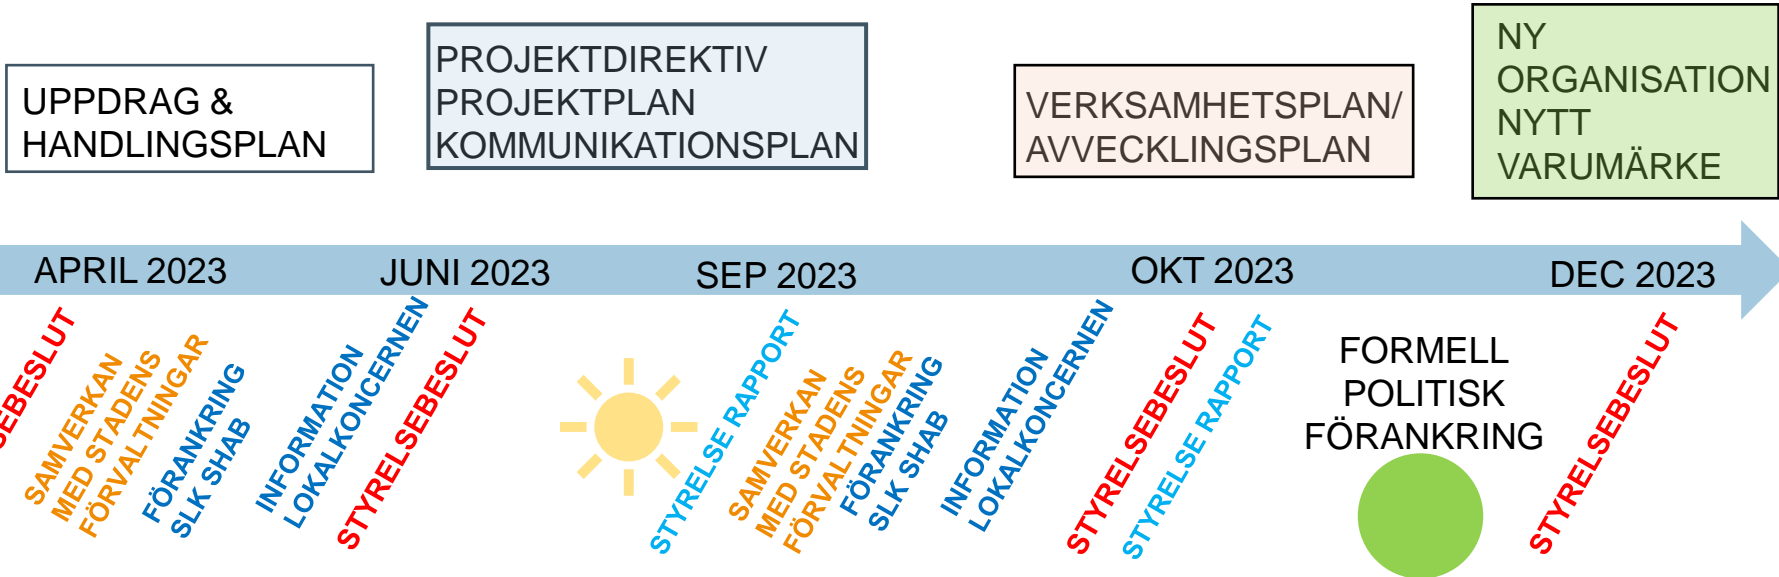 UPPDRAG &
HANDLINGSPLAN
PROJEKTDIREKTIV
PROJEKTPLAN
KOMMUNIKATIONSPLAN
VERKSAMHETSPLAN/
AVVECKLINGSPLAN
NY
ORGANISATION
NYTT
VARUMÄRKE
APRIL 2023
JUNI 2023
SEP 2023
OKT 2023
DEC 2023
SEBESLUT
SAMVERKAN
MED STADENS
FÖRVALTNINGAR
FÖRANKRING
SLK SHAB
INFORMATION
LOKALKONCERNEN
STYRELSEBESLUT
STYRELSE RAPPORT
SAMVERKAN
MED STADENS
FÖRVALTNINGAR
FÖRANKRING
SLK SHAB
INFORMATION
LOKALKONCERNEN
STYRELSEBESLUT
STYRELSE RAPPORT
FORMELL
POLITISK
FÖRANKRING
STYRELSEBESLUT